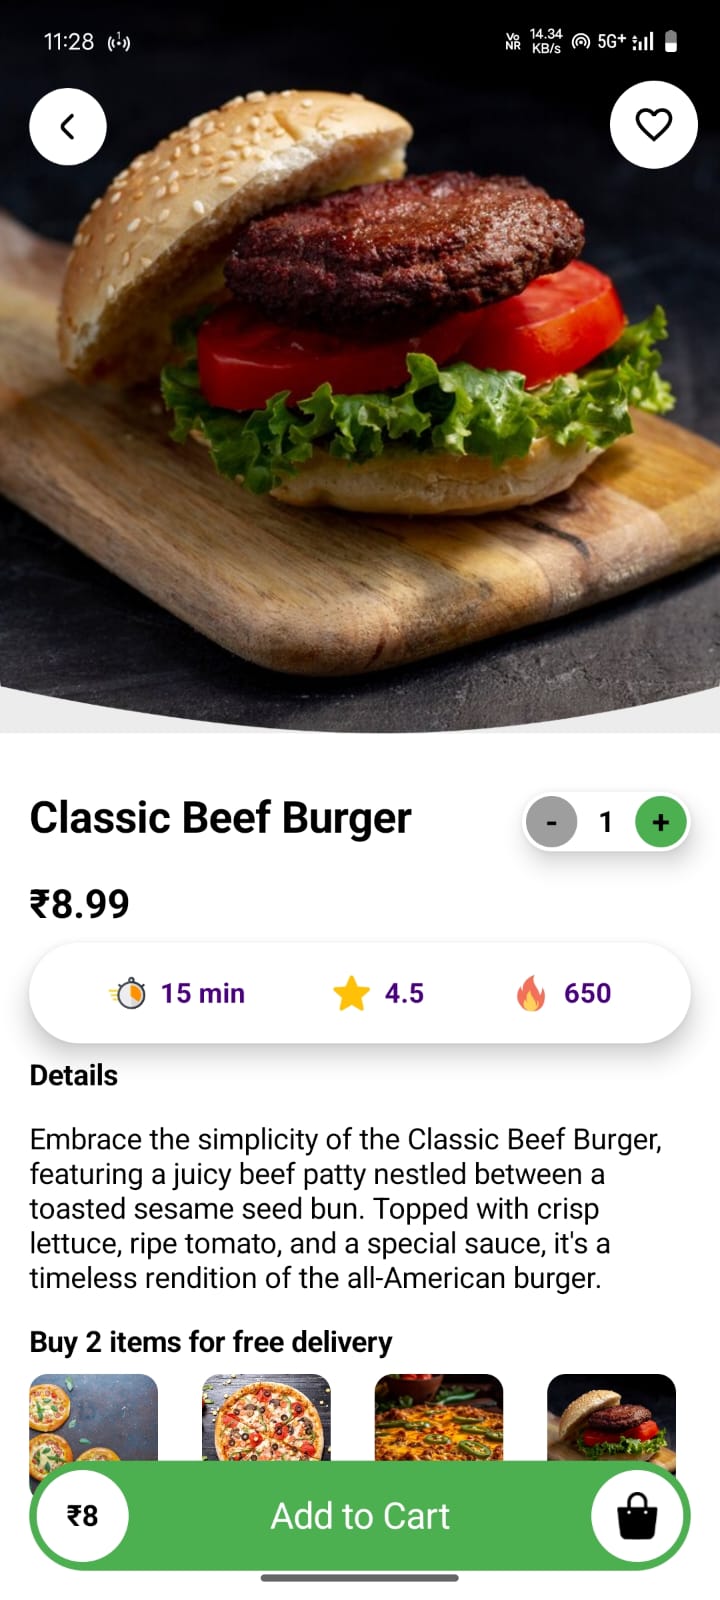 11:28
Vo NR 14.34 KB/s 5G+
Classic Beef Burger
- 1 +
₹8.99
15 min 4.5 650
Details
Embrace the simplicity of the Classic Beef Burger,
featuring a juicy beef patty nestled between a
toasted sesame seed bun. Topped with crisp
lettuce, ripe tomato, and a special sauce, it's a
timeless rendition of the all-American burger.
Buy 2 items for free delivery
₹8 Add to Cart